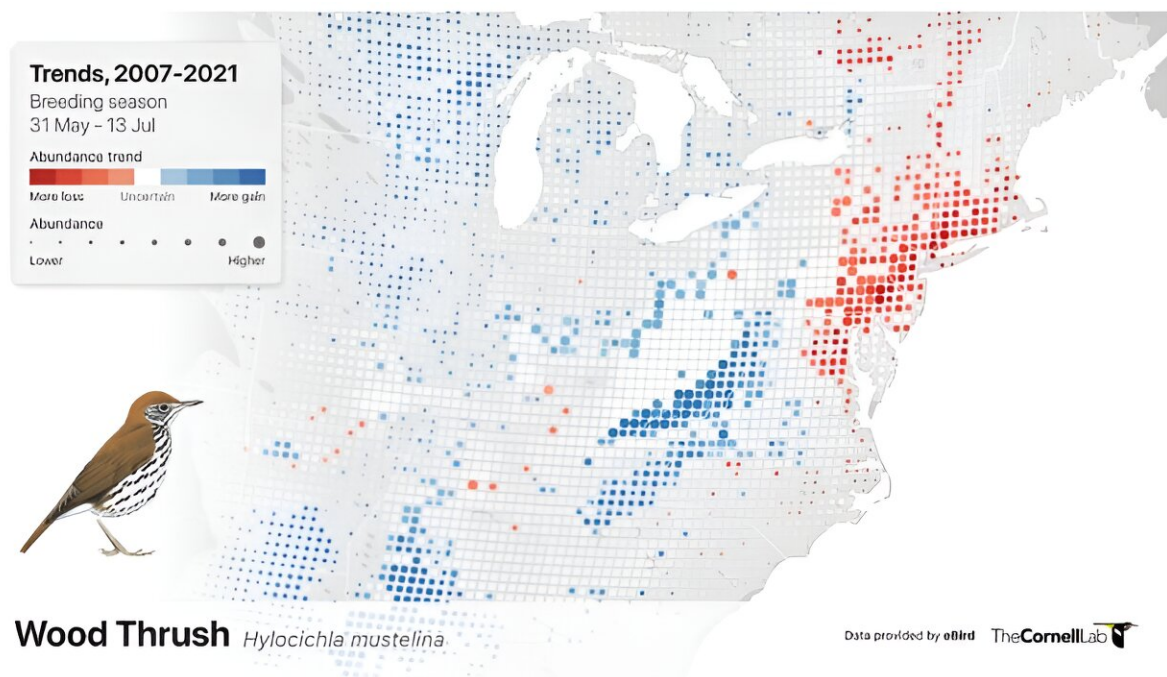 Trends, 2007-2021
Breeding season
31 May - 13 Jul
Abundance trend
More loss Uncertain More gain
Abundance
Lower Higher
Wood Thrush Hylocichla mustelina
Data provided by eBird TheCornellLab